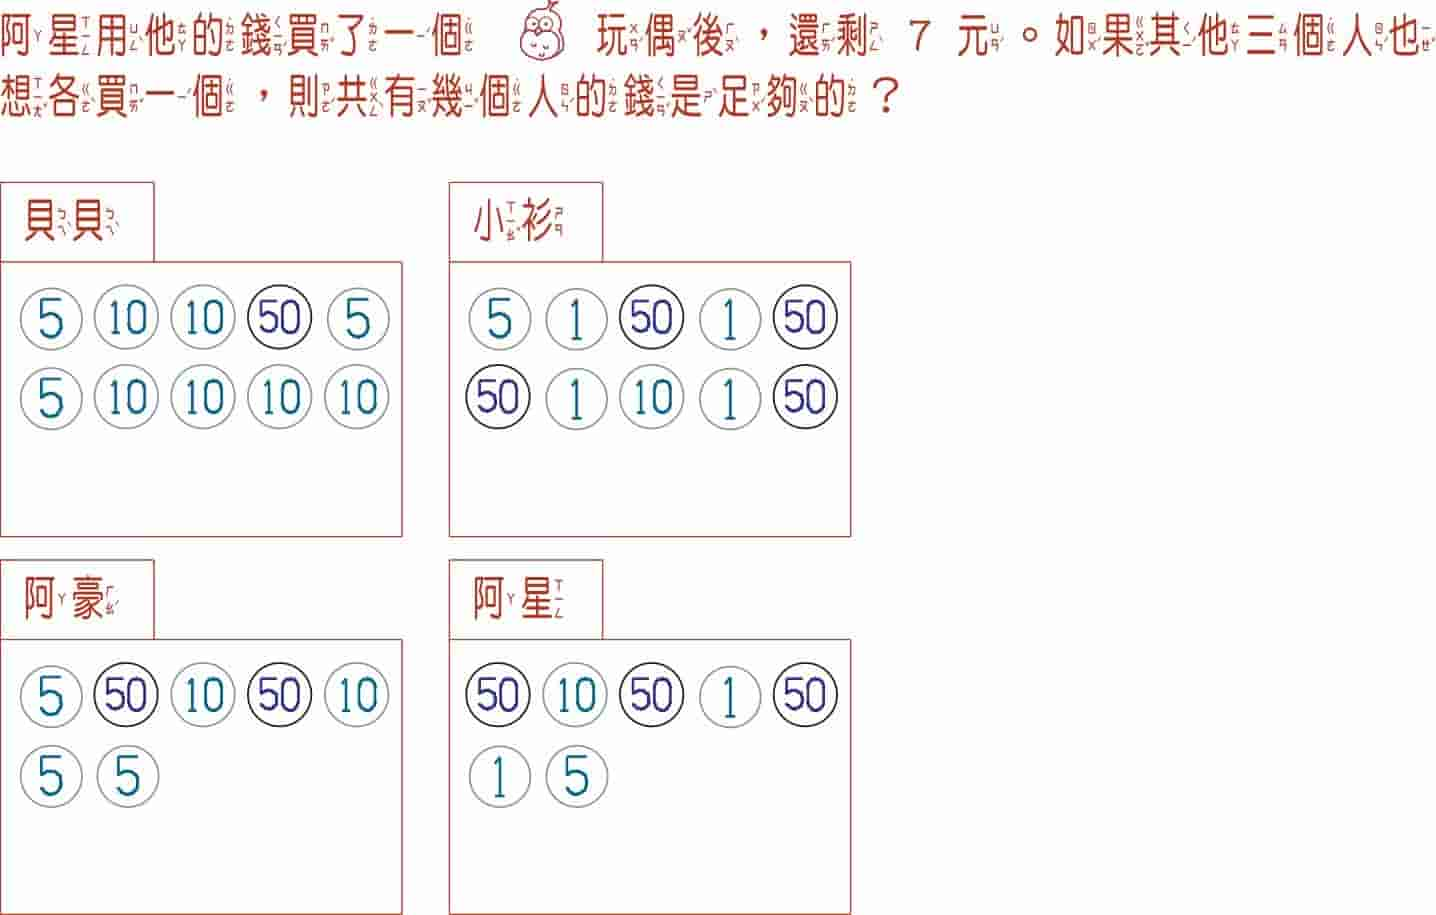 阿星用他的錢買了一個 玩偶後，還剩 7 元。如果其他三個人也
想各買一個，則共有幾個人的錢是足夠的？
貝貝
5 10 10 50 5
5 10 10 10 10
小衫
5 1 50 1 50
50 1 10 1 50
阿豪
5 50 10 50 10
5 5
阿星
50 10 50 1 50
1 5